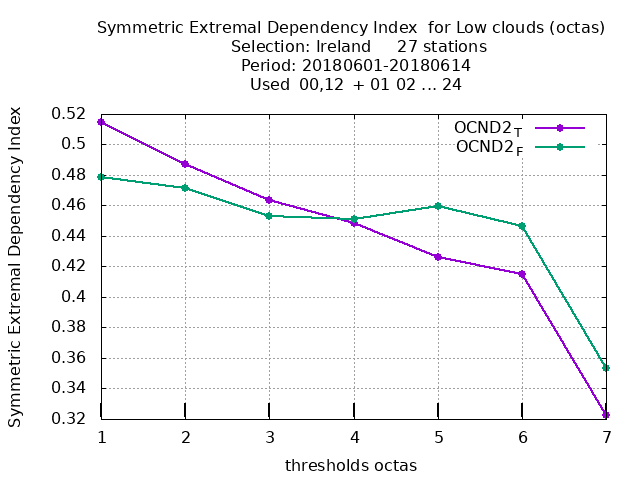 Symmetric Extremal Dependency Index  for Low clouds (octas)
Selection: Ireland     27 stations
Period: 20180601-20180614
Used  00,12  + 01 02 ... 24
Symmetric Extremal Dependency Index
0.52
0.5
0.48
0.46
0.44
0.42
0.4
0.38
0.36
0.34
0.32
OCND2T
OCND2F
1 2 3 4 5 6 7
thresholds octas